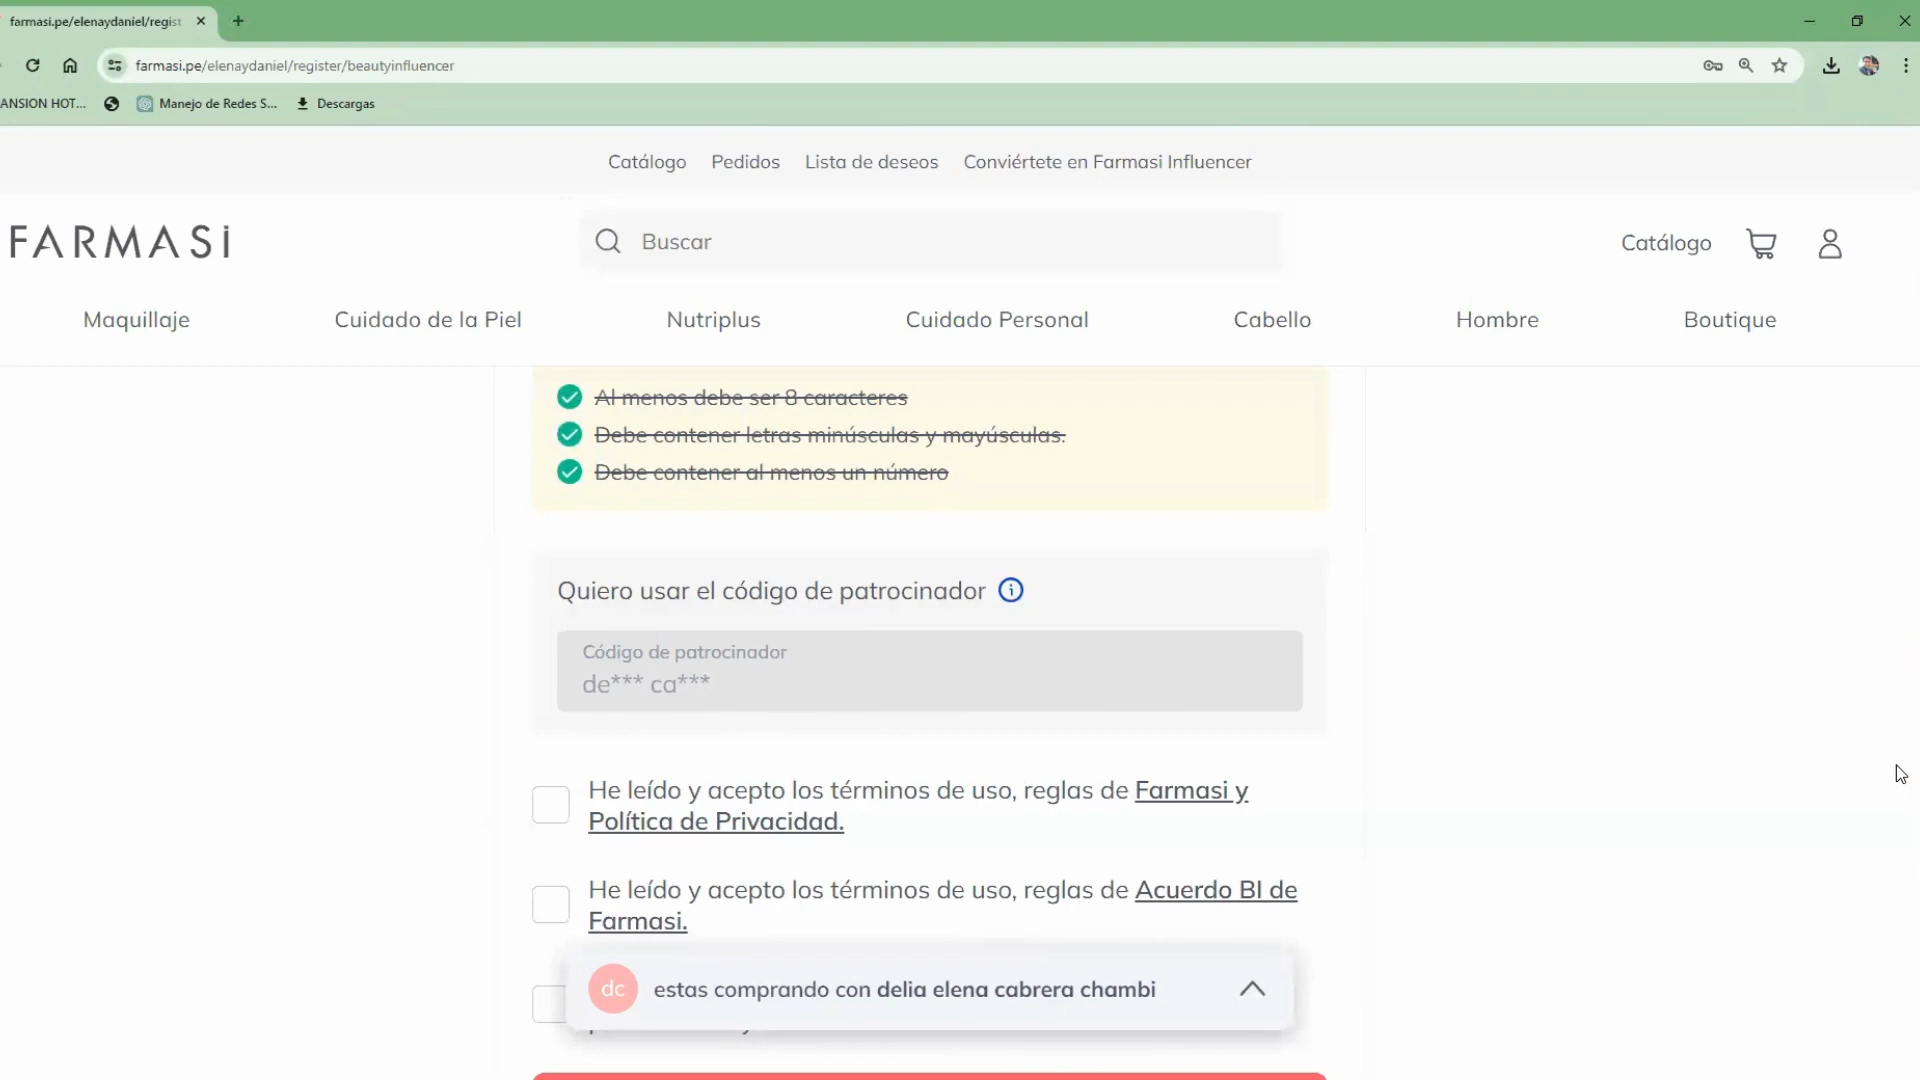 farmasi.pe/elenaydaniel/regist
farmasi.pe/elenaydaniel/register/beautyinfluencer
ANSION HOT...
Manejo de Redes S...
Descargas
Catálogo
Pedidos
Lista de deseos
Conviértete en Farmasi Influencer
FARMASi
Buscar
Catálogo
Maquillaje
Cuidado de la Piel
Nutriplus
Cuidado Personal
Cabello
Hombre
Boutique
Al menos debe ser 8 caracteres
Debe contener letras minúsculas y mayúsculas.
Debe contener al menos un número
Quiero usar el código de patrocinador
Código de patrocinador
de*** ca***
He leído y acepto los términos de uso, reglas de Farmasi y
Política de Privacidad.
He leído y acepto los términos de uso, reglas de Acuerdo BI de
Farmasi.
dc
estas comprando con delia elena cabrera chambi